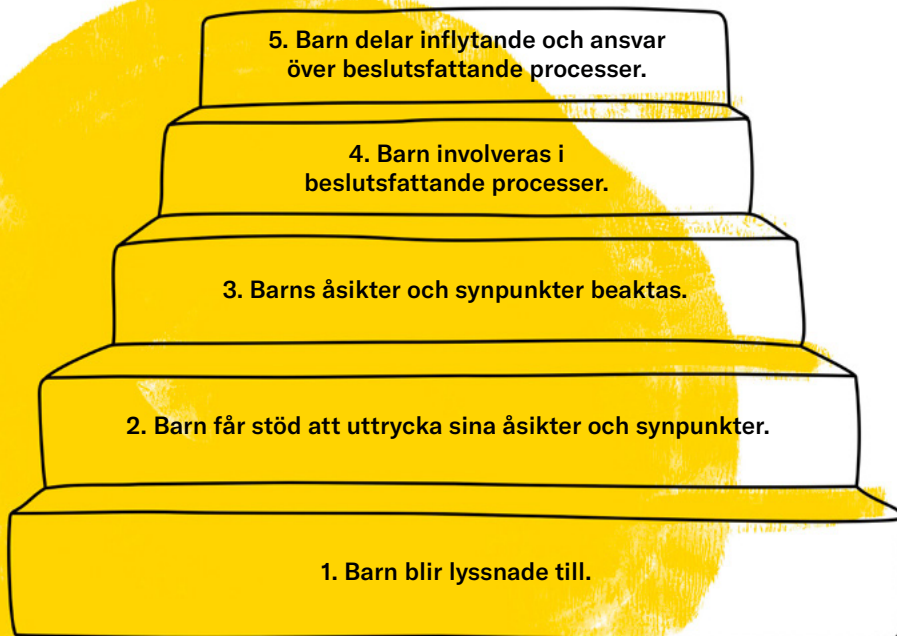 5. Barn delar inflytande och ansvar
över beslutsfattande processer.
4. Barn involveras i
beslutsfattande processer.
3. Barns åsikter och synpunkter beaktas.
2. Barn får stöd att uttrycka sina åsikter och synpunkter.
1. Barn blir lyssnade till.